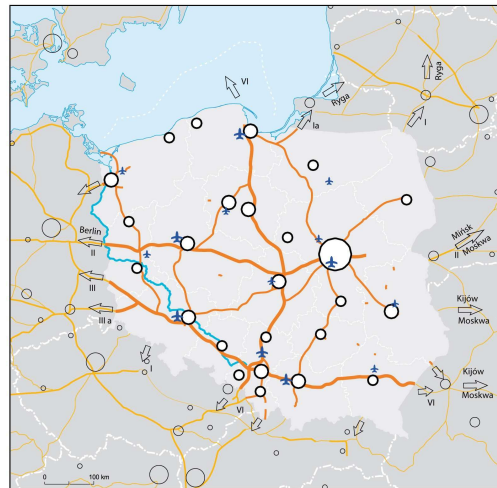 VI
Ryga
Ryga
Ia
I
Berlin
II
Mińsk
Moskwa
II
III
III a
Kijów
Moskwa
I
Kijów
Moskwa
VI
VI
0
100 km